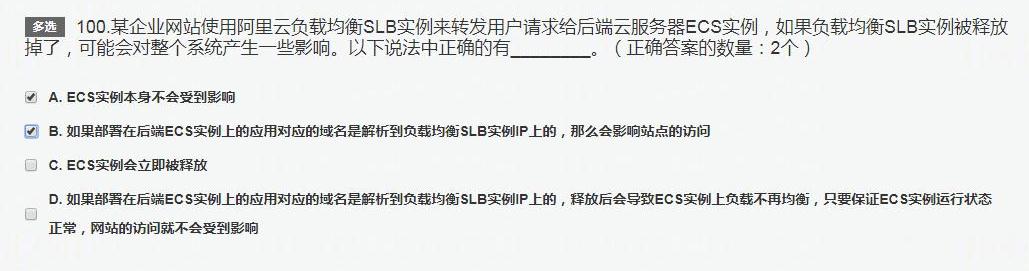 多选 100.某企业网站使用阿里云负载均衡SLB实例来转发用户请求给后端云服务器ECS实例，如果负载均衡SLB实例被释放
掉了，可能会对整个系统产生一些影响。以下说法中正确的有________。（正确答案的数量：2个）
A. ECS实例本身不会受到影响
B. 如果部署在后端ECS实例上的应用对应的域名是解析到负载均衡SLB实例IP上的，那么会影响站点的访问
C. ECS实例会立即被释放
D. 如果部署在后端ECS实例上的应用对应的域名是解析到负载均衡SLB实例IP上的，释放后会导致ECS实例上负载不再均衡，只要保证ECS实例运行状态
正常，网站的访问就不会受到影响